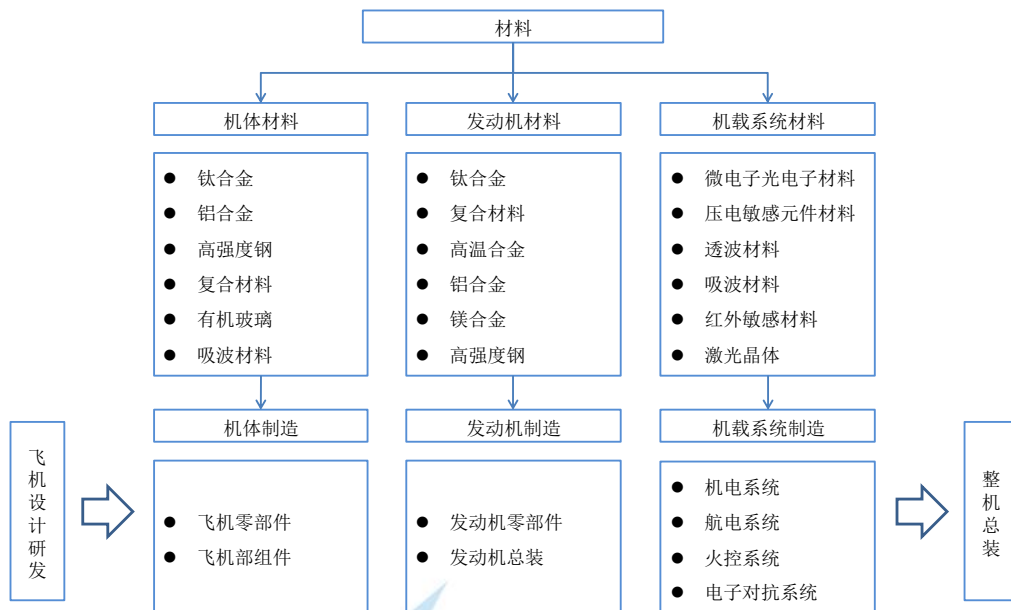 材料
机体材料
发动机材料
机载系统材料
钛合金
铝合金
高强度钢
复合材料
有机玻璃
吸波材料
钛合金
复合材料
高温合金
铝合金
镁合金
高强度钢
微电子光电子材料
压电敏感元件材料
透波材料
吸波材料
红外敏感材料
激光晶体
飞机设计研发
机体制造
发动机制造
机载系统制造
飞机零部件
飞机部组件
发动机零部件
发动机总装
机电系统
航电系统
火控系统
电子对抗系统
整机总装